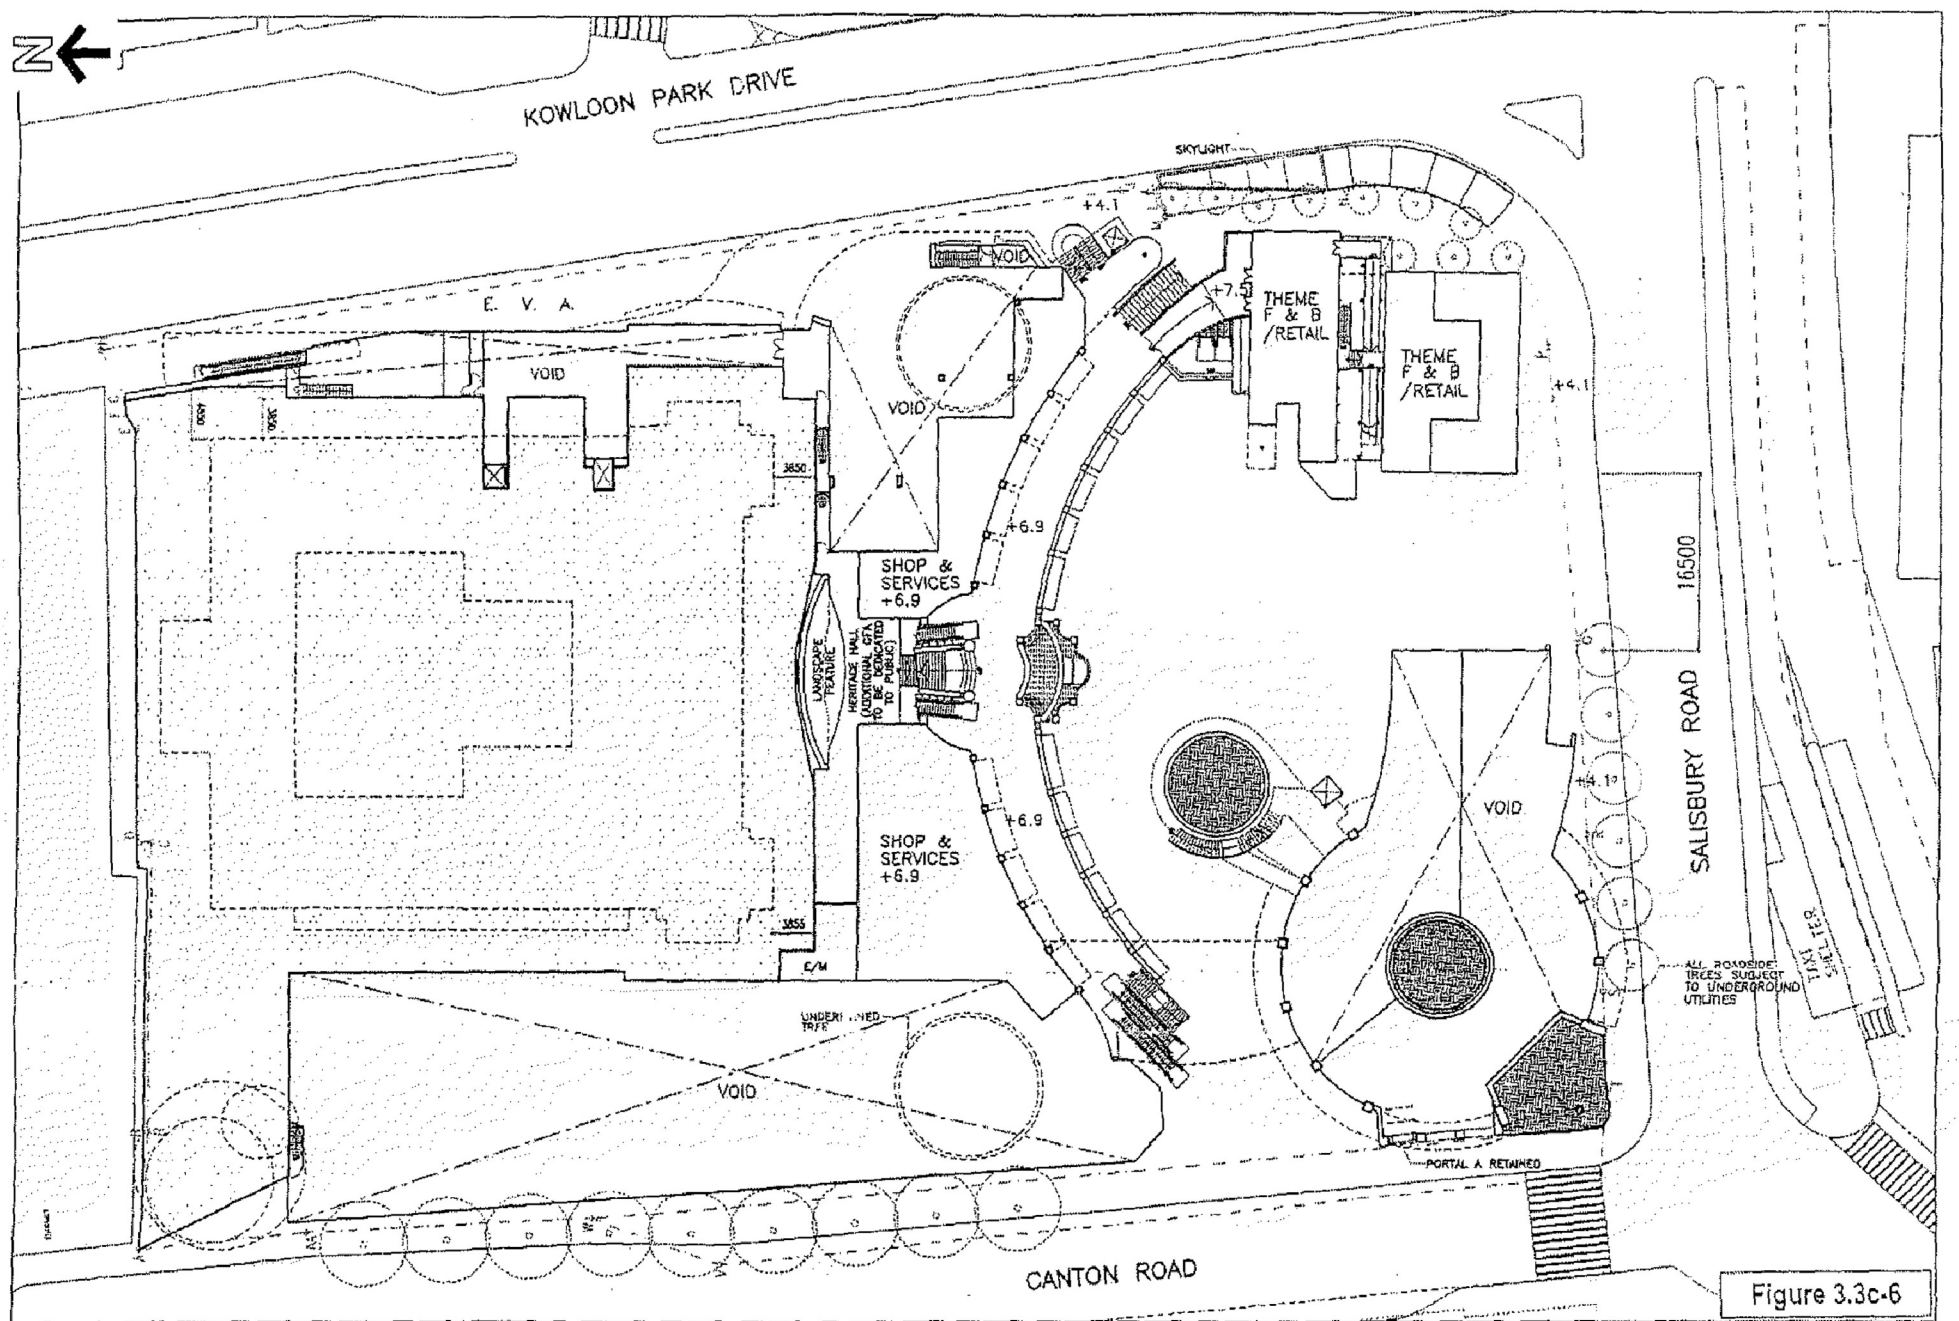 N
KOWLOON PARK DRIVE
SKYLIGHT
+4.1
VOID
E. V. A.
+7.5
THEME
F & B
/RETAIL
THEME
F & B
/RETAIL
VOID
VOID
+4.1
4850
3850
3850
+6.9
16500
SHOP &
SERVICES
+6.9
LANDSCAPE
FEATURE
HERITAGE HALL
(ADDITIONAL GFA
TO BE DEDICATED
TO PUBLIC)
SALISBURY ROAD
+4.1
VOID
+6.9
SHOP &
SERVICES
+6.9
3855
E/M
TAXI
SHELTER
ALL ROADSIDE
TREES SUBJECT
TO UNDERGROUND
UTILITIES
TREE
VOID
PORTAL A RETAINED
CANTON ROAD
Figure 3.3c-6